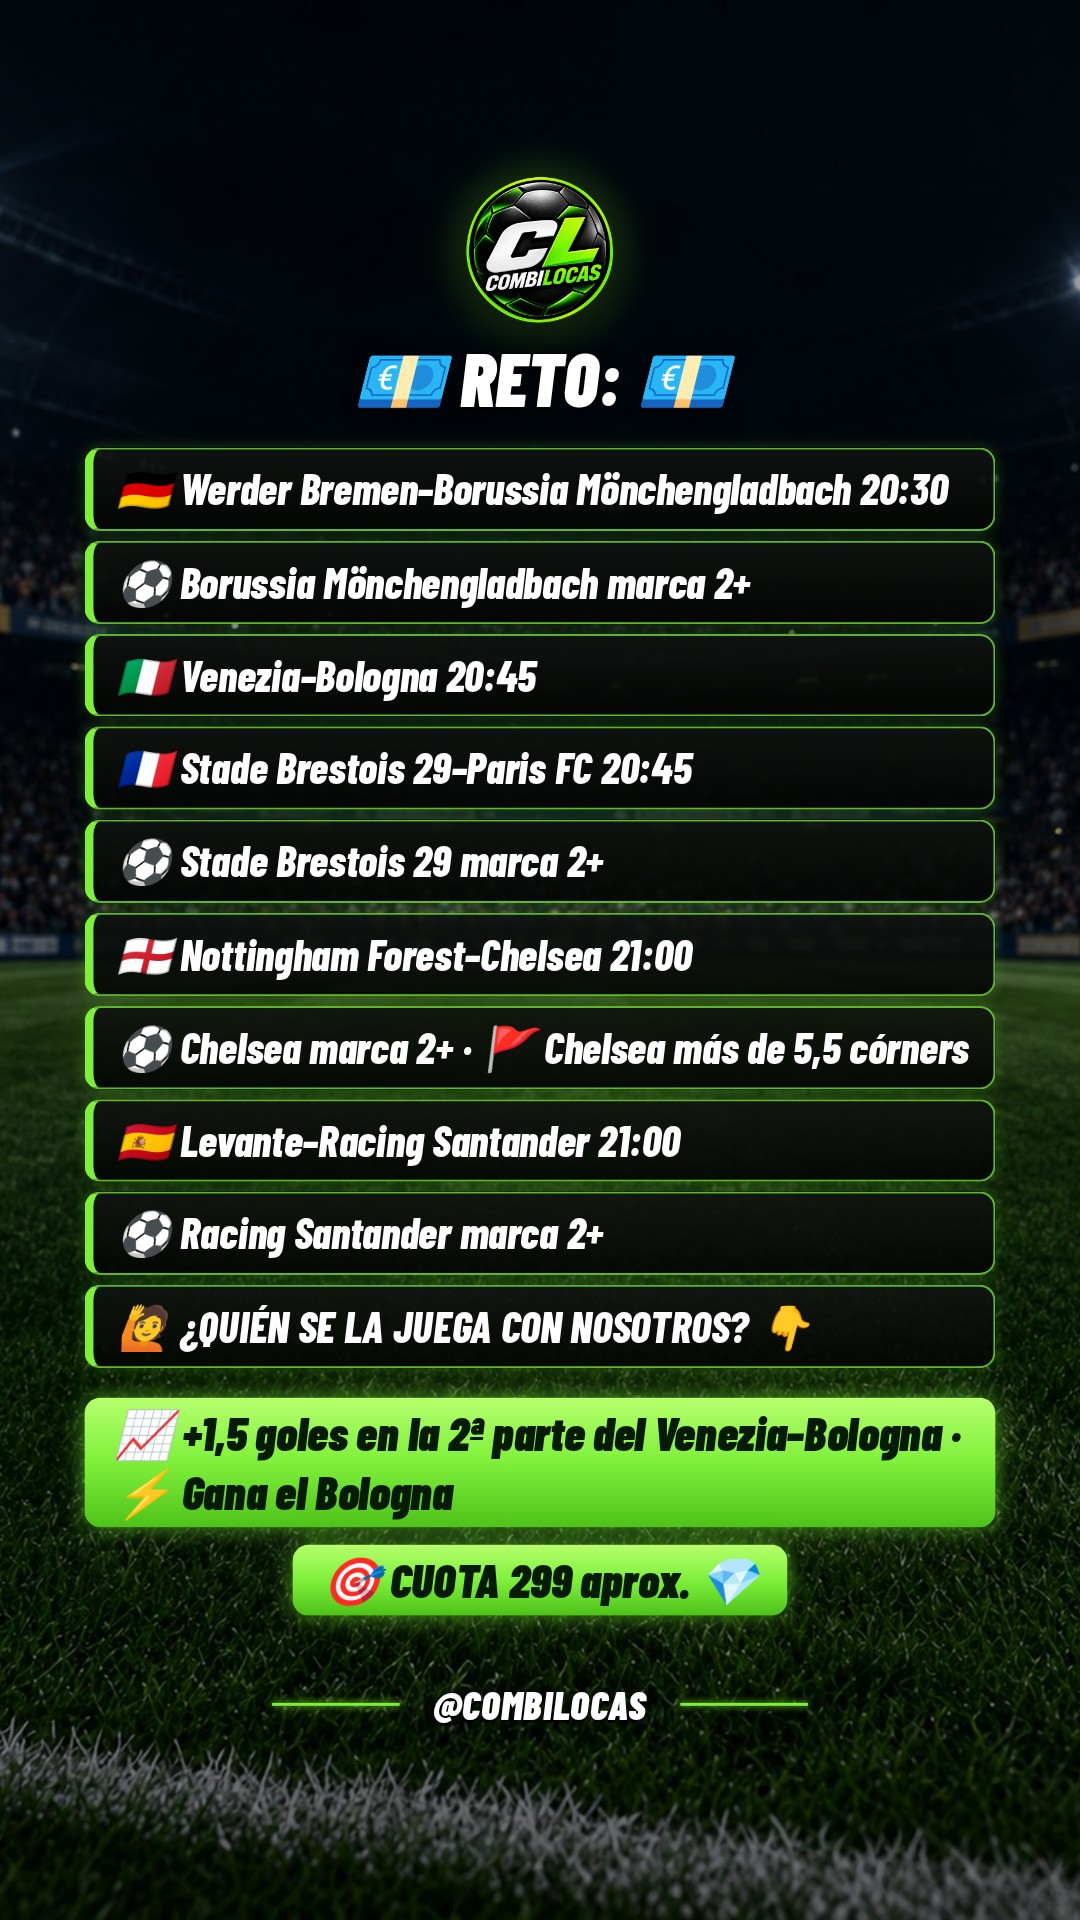 CL
COMBILOCAS
💶 RETO: 💶
🇩🇪 Werder Bremen-Borussia Mönchengladbach 20:30
⚽ Borussia Mönchengladbach marca 2+
🇮🇹 Venezia-Bologna 20:45
🇫🇷 Stade Brestois 29-Paris FC 20:45
⚽ Stade Brestois 29 marca 2+
🏴󠁧󠁢󠁥󠁮󠁧󠁿 Nottingham Forest-Chelsea 21:00
⚽ Chelsea marca 2+ · 🚩 Chelsea más de 5,5 córners
🇪🇸 Levante-Racing Santander 21:00
⚽ Racing Santander marca 2+
🙋 ¿QUIÉN SE LA JUEGA CON NOSOTROS? 👇
📈 +1,5 goles en la 2ª parte del Venezia-Bologna ·
⚡ Gana el Bologna
🎯 CUOTA 299 aprox. 💎
@COMBILOCAS